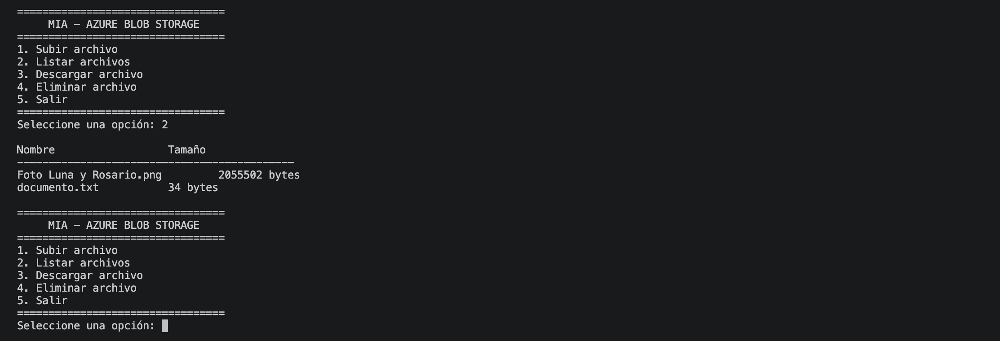 =================================
     MIA - AZURE BLOB STORAGE
=================================
1. Subir archivo
2. Listar archivos
3. Descargar archivo
4. Eliminar archivo
5. Salir
=================================
Seleccione una opción: 2

Nombre                  Tamaño
--------------------------------------------
Foto Luna y Rosario.png         2055502 bytes
documento.txt           34 bytes

=================================
     MIA - AZURE BLOB STORAGE
=================================
1. Subir archivo
2. Listar archivos
3. Descargar archivo
4. Eliminar archivo
5. Salir
=================================
Seleccione una opción: